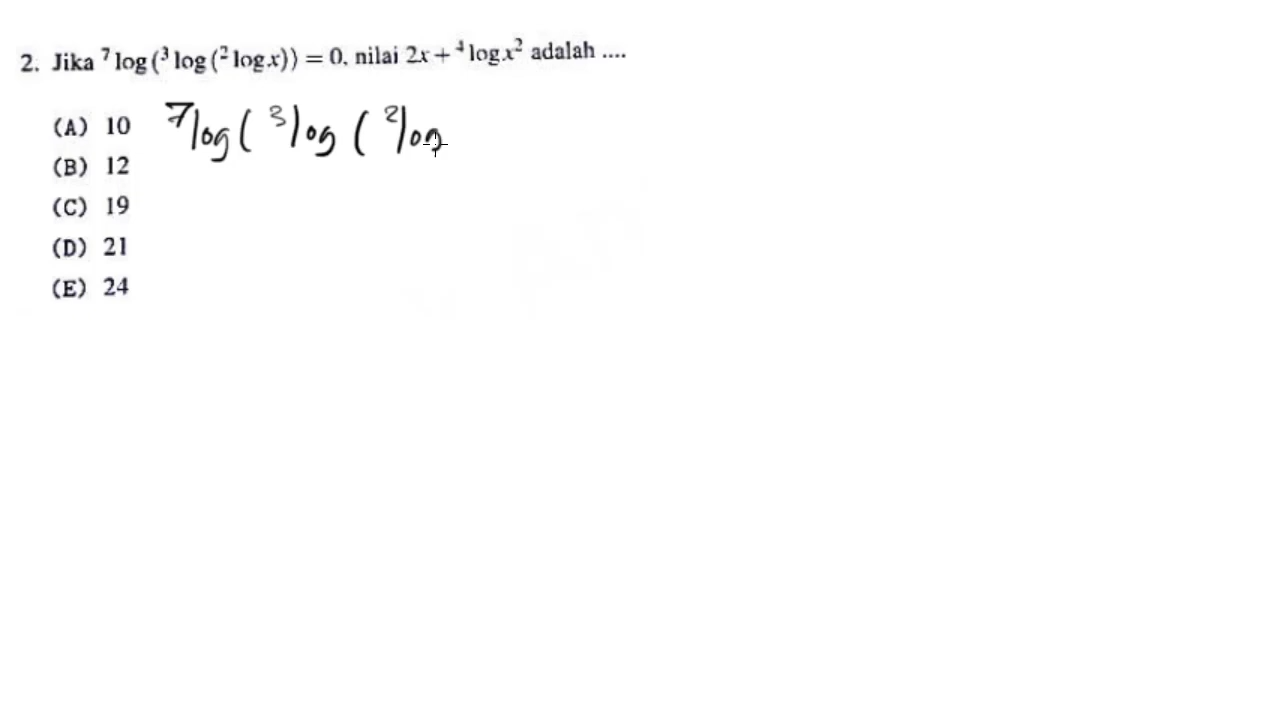 2. Jika ⁷log(³log(²log x)) = 0, nilai 2x + ⁴log x² adalah ....
(A) 10
⁷log( ³log ( ²log
(B) 12
(C) 19
(D) 21
(E) 24